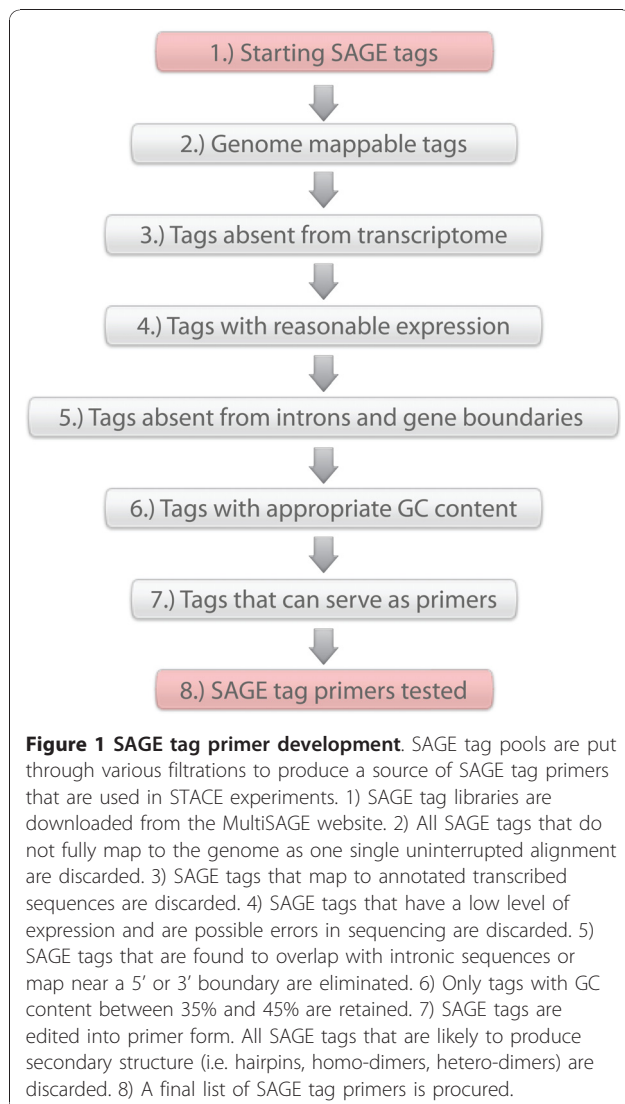 1.) Starting SAGE tags
2.) Genome mappable tags
3.) Tags absent from transcriptome
4.) Tags with reasonable expression
5.) Tags absent from introns and gene boundaries
6.) Tags with appropriate GC content
7.) Tags that can serve as primers
8.) SAGE tag primers tested
Figure 1 SAGE tag primer development. SAGE tag pools are put
through various filtrations to produce a source of SAGE tag primers
that are used in STACE experiments. 1) SAGE tag libraries are
downloaded from the MultiSAGE website. 2) All SAGE tags that do
not fully map to the genome as one single uninterrupted alignment
are discarded. 3) SAGE tags that map to annotated transcribed
sequences are discarded. 4) SAGE tags that have a low level of
expression and are possible errors in sequencing are discarded. 5)
SAGE tags that are found to overlap with intronic sequences or
map near a 5’ or 3’ boundary are eliminated. 6) Only tags with GC
content between 35% and 45% are retained. 7) SAGE tags are
edited into primer form. All SAGE tags that are likely to produce
secondary structure (i.e. hairpins, homo-dimers, hetero-dimers) are
discarded. 8) A final list of SAGE tag primers is procured.